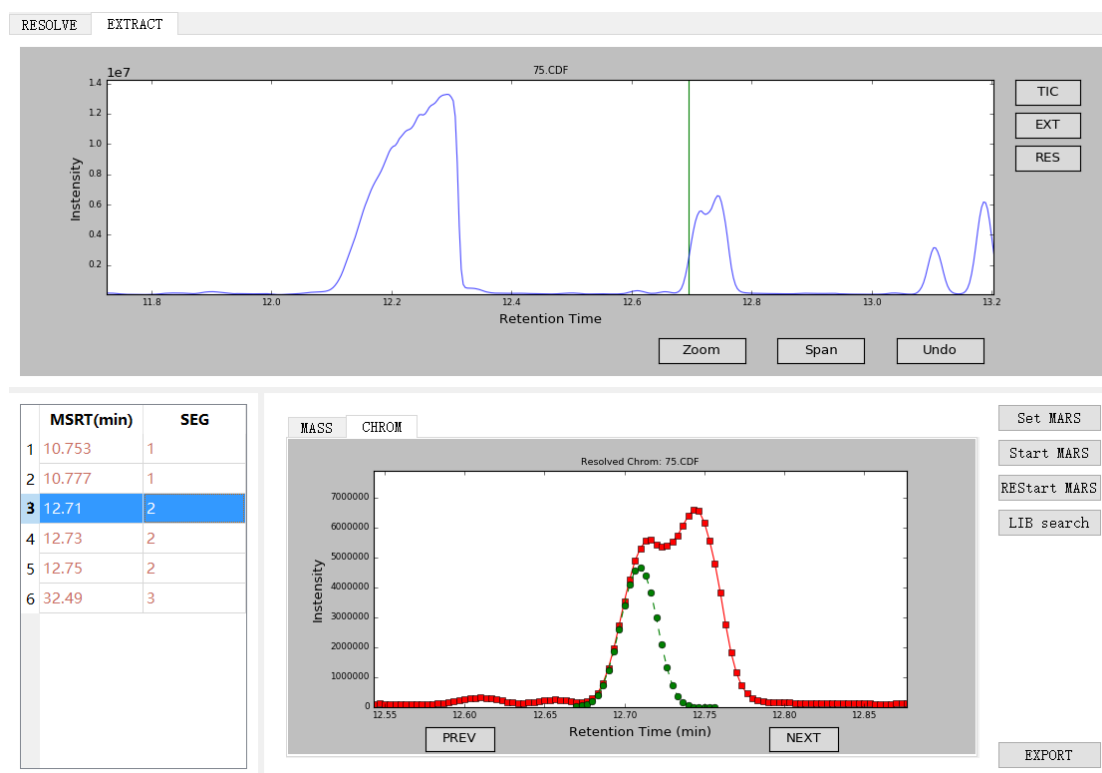 RESOLVE EXTRACT
75.CDF
1e7
1.4
1.2
1.0
0.8
0.6
0.4
0.2
Instensity
11.8 12.0 12.2 12.4 12.6 12.8 13.0 13.2
Retention Time
TIC
EXT
RES
Zoom Span Undo
MSRT(min) SEG
1 10.753 1
2 10.777 1
3 12.71 2
4 12.73 2
5 12.75 2
6 32.49 3
MASS CHROM
Resolved Chrom: 75.CDF
7000000
6000000
5000000
4000000
3000000
2000000
1000000
0
Instensity
12.55 12.60 12.65 12.70 12.75 12.80 12.85
Retention Time (min)
PREV NEXT
Set MARS
Start MARS
REStart MARS
LIB search
EXPORT